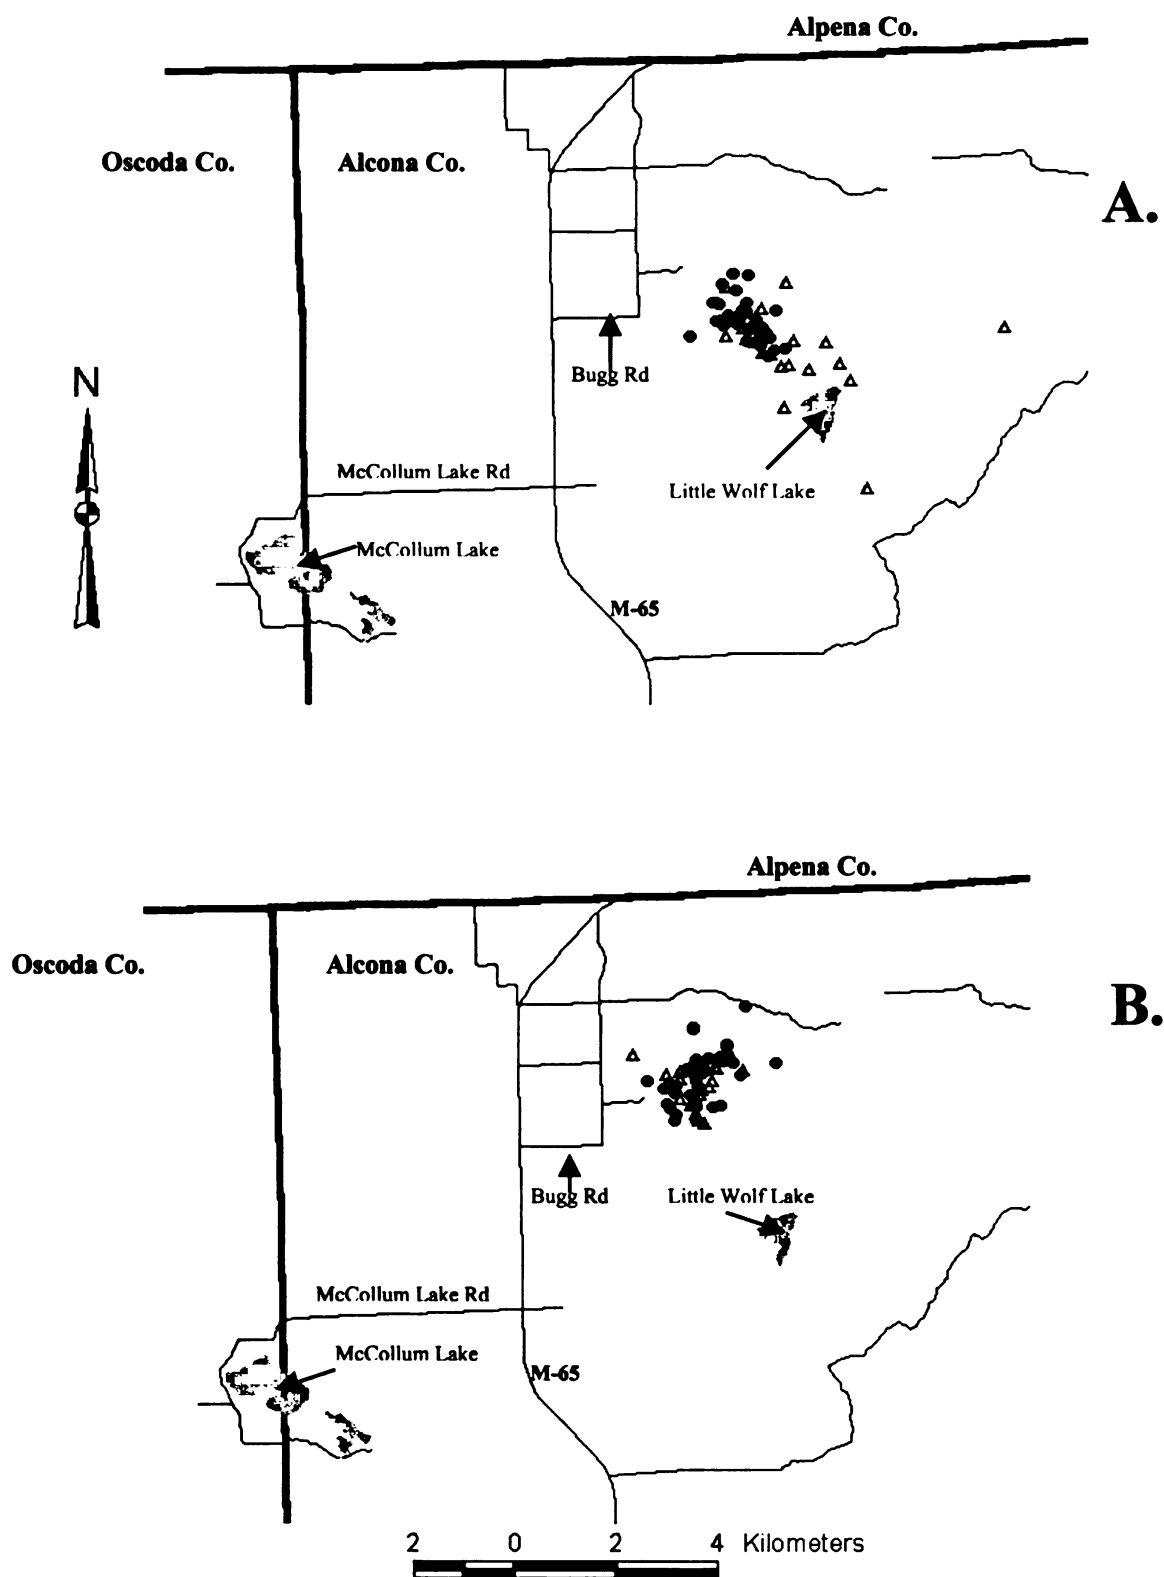 Alpena Co.
Oscoda Co.
Alcona Co.
A.
Bugg Rd
N
McCollum Lake Rd
Little Wolf Lake
McCollum Lake
M-65
Alpena Co.
Oscoda Co.
Alcona Co.
B.
Bugg Rd
Little Wolf Lake
McCollum Lake Rd
McCollum Lake
M-65
2 0 2 4 Kilometers